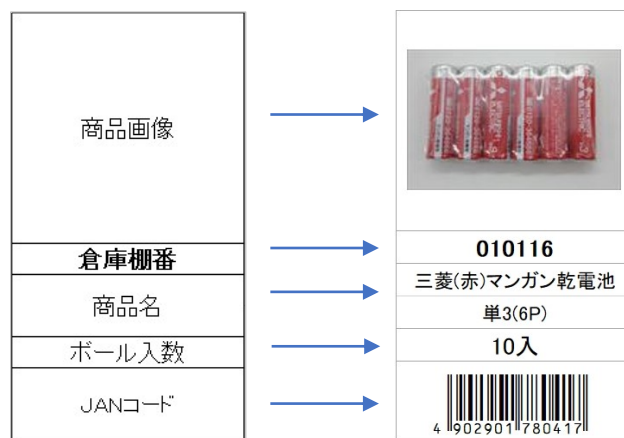 商品画像
倉庫棚番
010116
商品名
三菱(赤)マンガン乾電池
単3(6P)
ボール入数
10入
JANコード
4 902901 780417